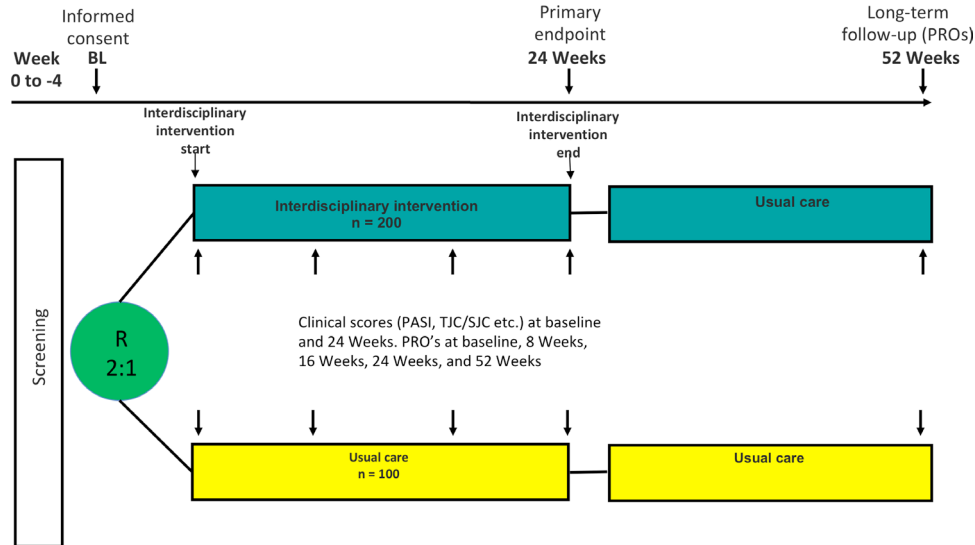 Week
0 to -4
Informed
consent
BL
Primary
endpoint
24 Weeks
Long-term
follow-up (PROs)
52 Weeks
Interdisciplinary
intervention
start
Interdisciplinary
intervention
end
Screening
R
2:1
Interdisciplinary intervention
n = 200
Usual care
Clinical scores (PASI, TJC/SJC etc.) at baseline
and 24 Weeks. PRO's at baseline, 8 Weeks,
16 Weeks, 24 Weeks, and 52 Weeks
Usual care
n = 100
Usual care